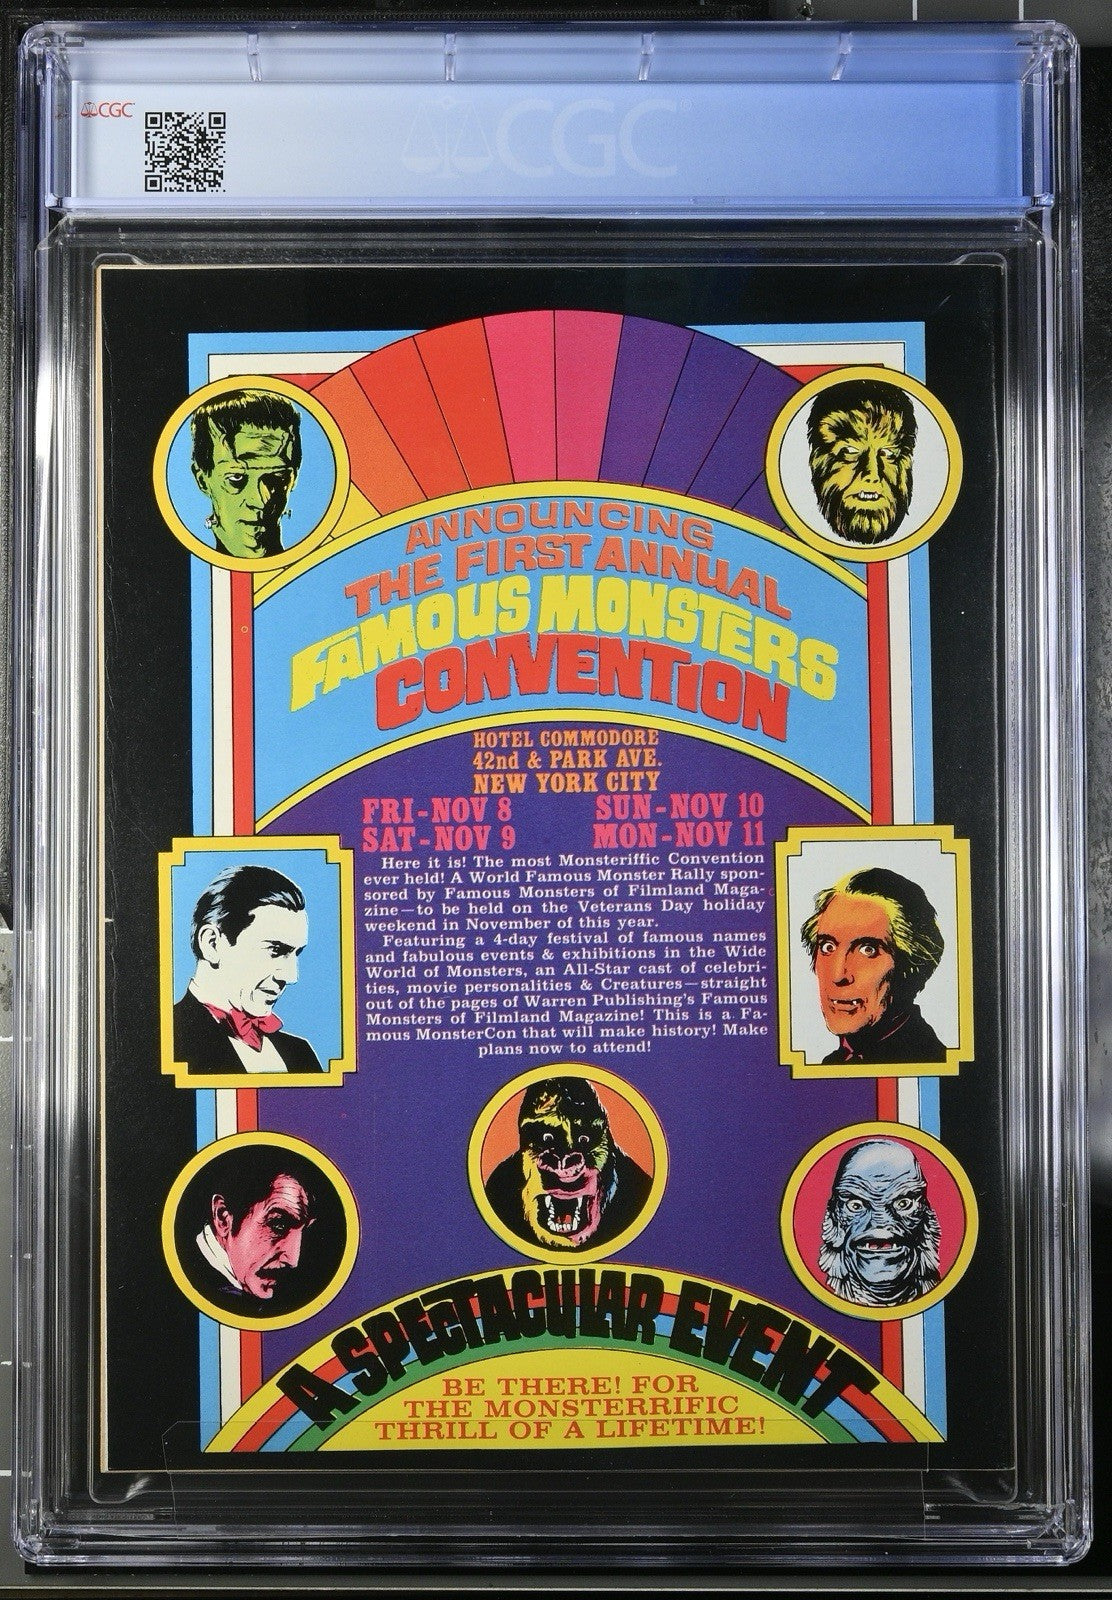 CGC
CGC
ANNOUNCING
THE FIRST ANNUAL
FAMOUS MONSTERS
CONVENTION
HOTEL COMMODORE
42nd & PARK AVE.
NEW YORK CITY
FRI-NOV 8 SUN-NOV 10
SAT-NOV 9 MON-NOV 11
Here it is! The most Monsteriffic Convention
ever held! A World Famous Monster Rally spon-
sored by Famous Monsters of Filmland Maga-
zine—to be held on the Veterans Day holiday
weekend in November of this year.
Featuring a 4-day festival of famous names
and fabulous events & exhibitions in the Wide
World of Monsters, an All-Star cast of celebri-
ties, movie personalities & Creatures—straight
out of the pages of Warren Publishing's Famous
Monsters of Filmland Magazine! This is a Fa-
mous MonsterCon that will make history! Make
plans now to attend!
A SPECTACULAR EVENT
BE THERE! FOR
THE MONSTERRIFIC
THRILL OF A LIFETIME!